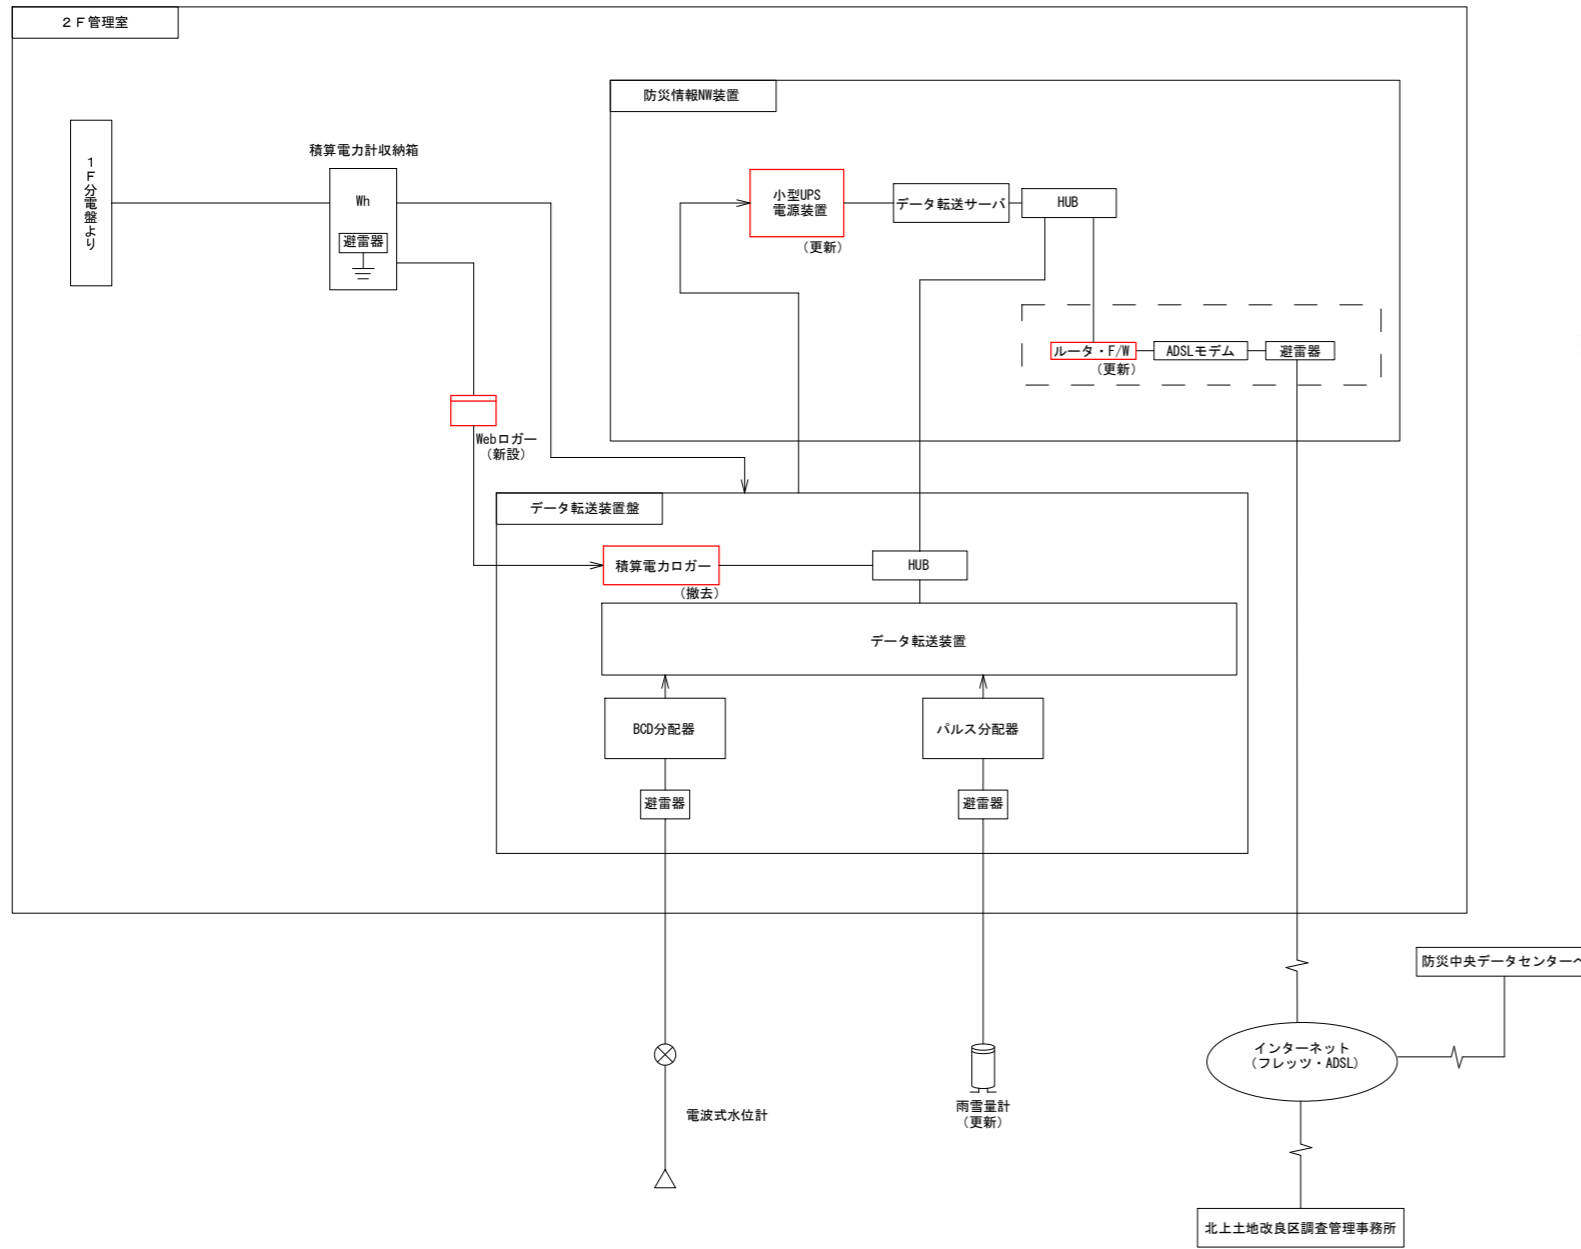 ２Ｆ管理室
防災情報NW装置
１Ｆ分電盤より
積算電力計収納箱
Wh
避雷器
小型UPS
電源装置
（更新）
データ転送サーバ
HUB
ルータ・F/W
（更新）
ADSLモデム
避雷器
Webロガー
（新設）
データ転送装置盤
積算電力ロガー
（撤去）
HUB
データ転送装置
BCD分配器
パルス分配器
避雷器
避雷器
防災中央データセンターへ
インターネット
（フレッツ・ADSL）
電波式水位計
雨雪量計
（更新）
北上土地改良区調査管理事務所